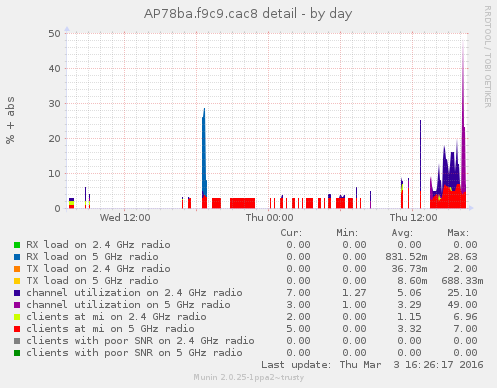 AP78ba.f9c9.cac8 detail - by day
RRDTOOL / TOBI OETIKER
% + abs
50
40
30
20
10
0
Wed 12:00 Thu 00:00 Thu 12:00
Cur: Min: Avg: Max:
RX load on 2.4 GHz radio 0.00 0.00 0.00 0.00
RX load on 5 GHz radio 0.00 0.00 831.52m 28.63
TX load on 2.4 GHz radio 0.00 0.00 36.73m 2.00
TX load on 5 GHz radio 0.00 0.00 8.60m 688.33m
channel utilization on 2.4 GHz radio 7.00 1.27 5.06 25.10
channel utilization on 5 GHz radio 3.00 1.00 3.29 49.00
clients at mi on 2.4 GHz radio 2.00 0.00 1.15 6.96
clients at mi on 5 GHz radio 5.00 0.00 3.32 7.00
clients with poor SNR on 2.4 GHz radio 0.00 0.00 0.00 0.00
clients with poor SNR on 5 GHz radio 0.00 0.00 0.00 0.00
Last update: Thu Mar 3 16:26:17 2016
Munin 2.0.25-1ppa2~trusty